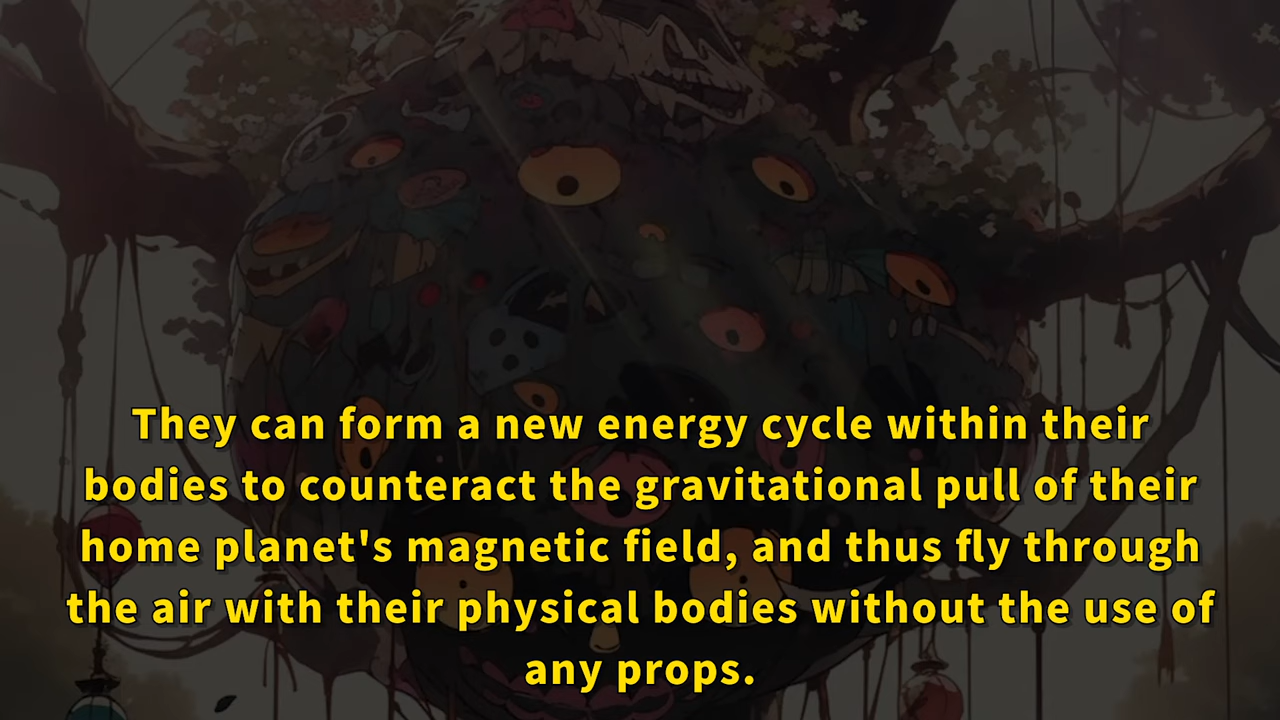 They can form a new energy cycle within their
bodies to counteract the gravitational pull of their
home planet's magnetic field, and thus fly through
the air with their physical bodies without the use of
any props.